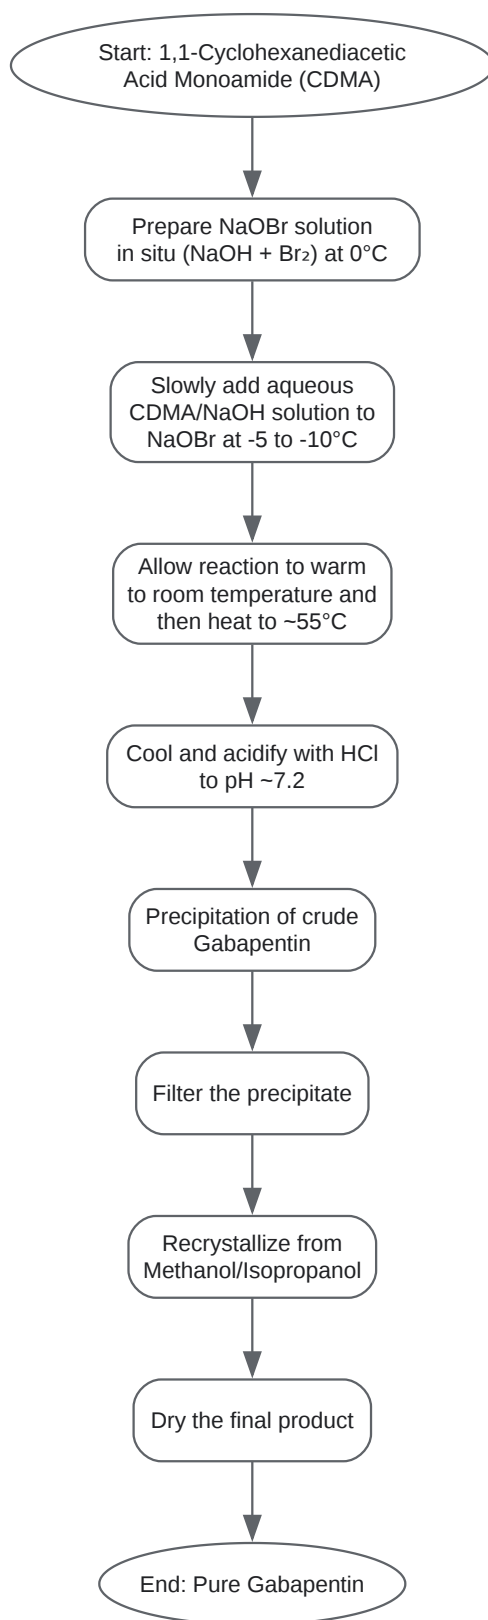 Start: 1,1-Cyclohexanediacetic
Acid Monoamide (CDMA)
Prepare NaOBr solution
in situ (NaOH + Br₂) at 0°C
Slowly add aqueous
CDMA/NaOH solution to
NaOBr at -5 to -10°C
Allow reaction to warm
to room temperature and
then heat to ~55°C
Cool and acidify with HCl
to pH ~7.2
Precipitation of crude
Gabapentin
Filter the precipitate
Recrystallize from
Methanol/Isopropanol
Dry the final product
End: Pure Gabapentin